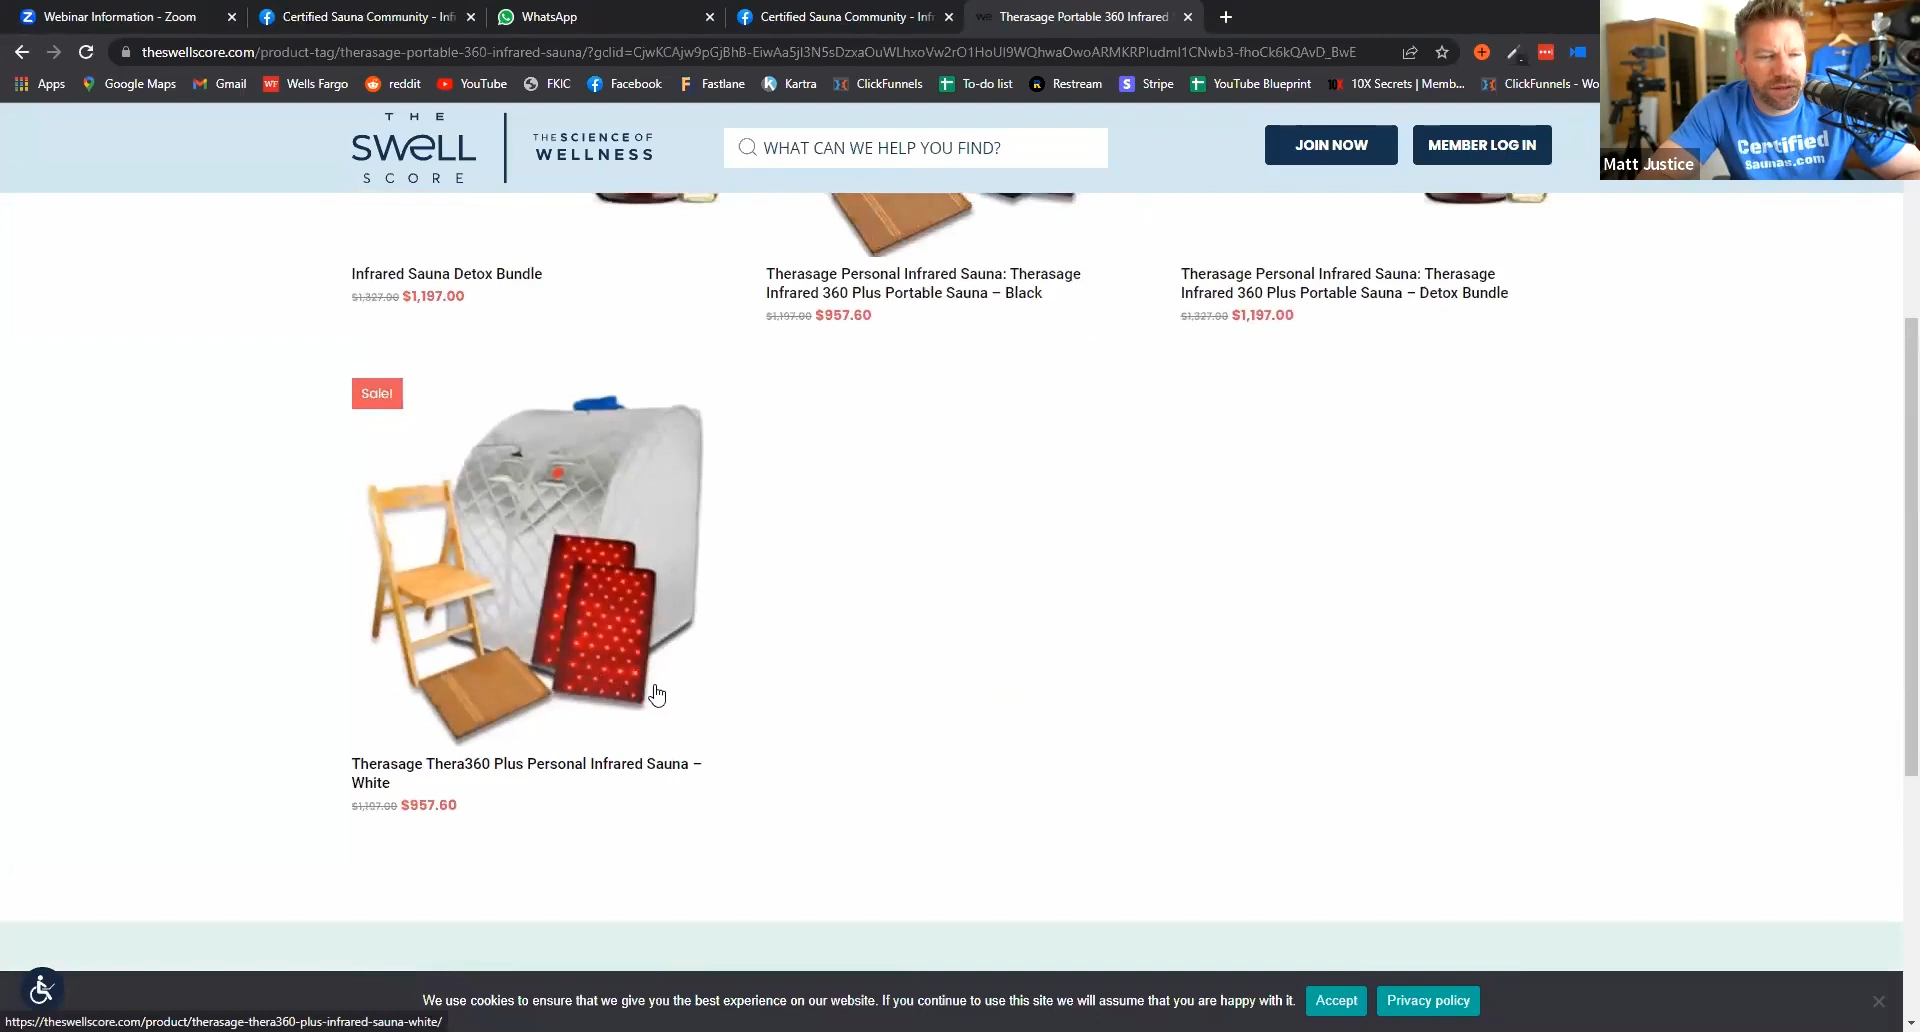 Webinar Information - Zoom
Certified Sauna Community - Inf
WhatsApp
Certified Sauna Community - Inf
Therasage Portable 360 Infrared
theswellscore.com/product-tag/therasage-portable-360-infrared-sauna/?gclid=CjwKCAjw9pGjBhB-EiwAa5jl3N5sDzxaOuWLhxoVw2rO1HoUl9WQhwaOwoARMKRPludmI1CNwb3-fhoCk6kQAvD_BwE
Apps
Google Maps
Gmail
Wells Fargo
reddit
YouTube
FKIC
Facebook
Fastlane
Kartra
ClickFunnels
To-do list
Restream
Stripe
YouTube Blueprint
10X Secrets | Memb...
ClickFunnels - Wo
Certified
Saunas.com
Matt Justice
THE
SWELL
SCORE
THE SCIENCE OF
WELLNESS
WHAT CAN WE HELP YOU FIND?
JOIN NOW
MEMBER LOG IN
Infrared Sauna Detox Bundle
$1,327.00 $1,197.00
Therasage Personal Infrared Sauna: Therasage
Infrared 360 Plus Portable Sauna – Black
$1,197.00 $957.60
Therasage Personal Infrared Sauna: Therasage
Infrared 360 Plus Portable Sauna – Detox Bundle
$1,327.00 $1,197.00
Sale!
Therasage Thera360 Plus Personal Infrared Sauna –
White
$1,197.00 $957.60
We use cookies to ensure that we give you the best experience on our website. If you continue to use this site we will assume that you are happy with it.
Accept
Privacy policy
https://theswellscore.com/product/therasage-thera360-plus-infrared-sauna-white/